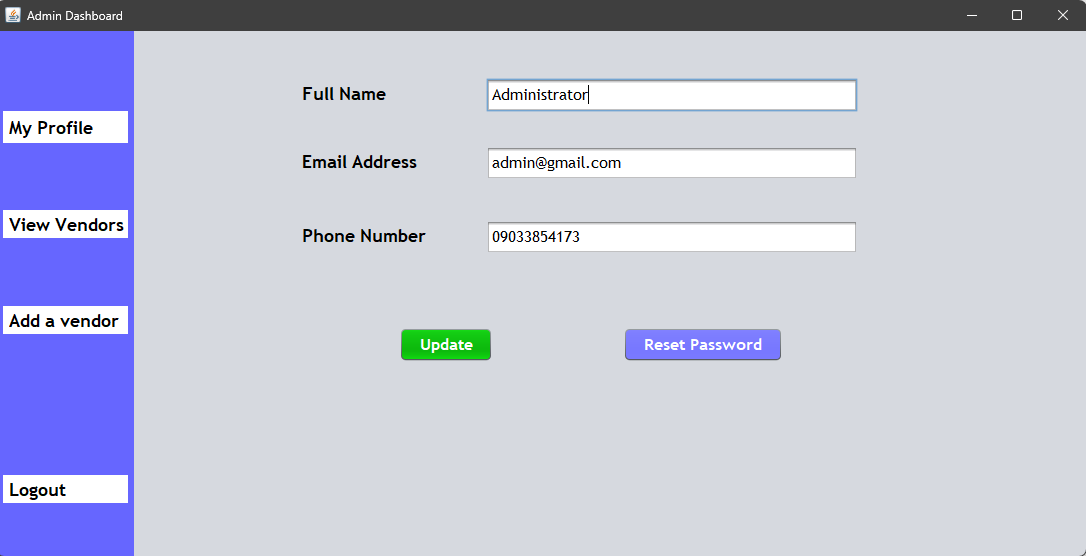 Admin Dashboard
My Profile
View Vendors
Add a vendor
Logout
Full Name
Administrator
Email Address
admin@gmail.com
Phone Number
09033854173
Update
Reset Password